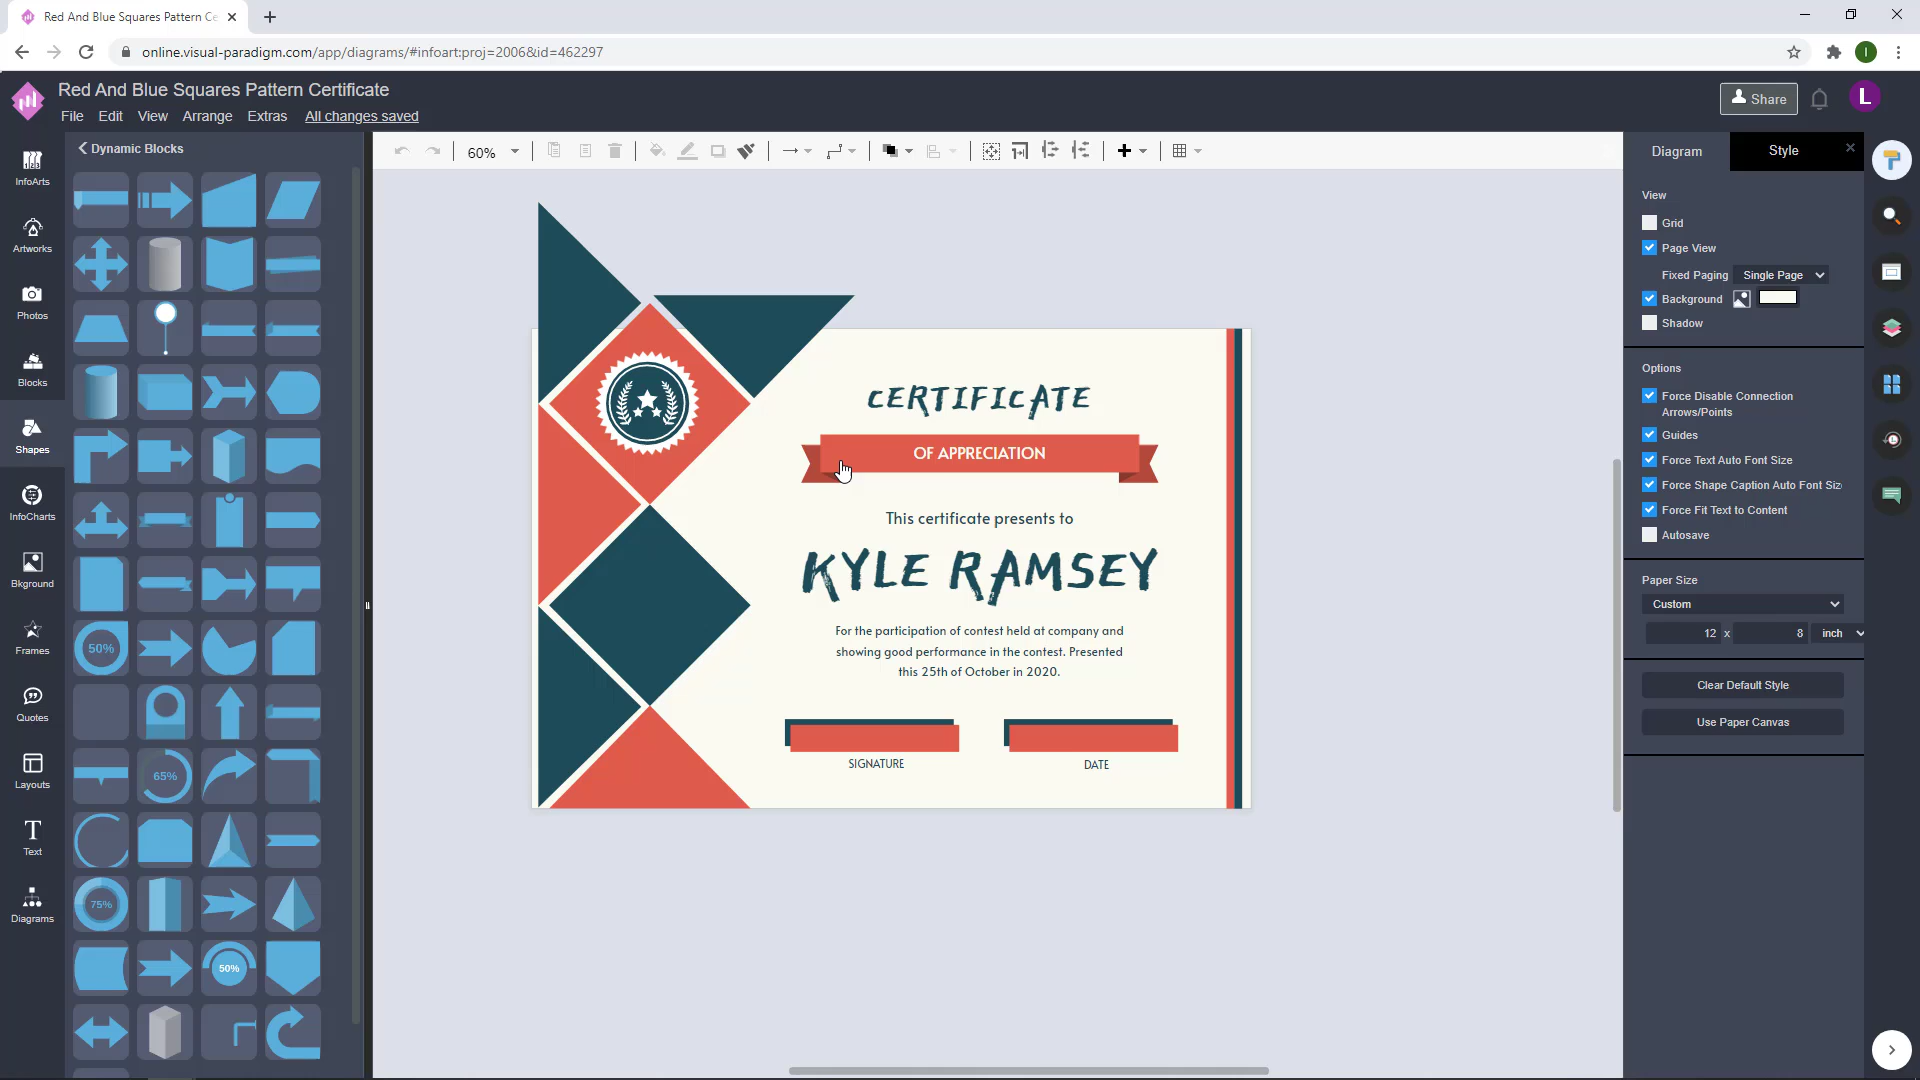 Red And Blue Squares Pattern Ce
online.visual-paradigm.com/app/diagrams/#infoart:proj=2006&id=462297
I
Red And Blue Squares Pattern Certificate
File Edit View Arrange Extras All changes saved
Share
L
Dynamic Blocks
60%
Diagram Style
InfoArts
Artworks
Photos
Blocks
Shapes
InfoCharts
Bkground
Frames
Quotes
Layouts
Text
Diagrams
50%
65%
75%
50%
CERTIFICATE
OF APPRECIATION
This certificate presents to
KYLE RAMSEY
For the participation of contest held at company and
showing good performance in the contest. Presented
this 25th of October in 2020.
SIGNATURE DATE
View
Grid
Page View
Fixed Paging Single Page
Background
Shadow
Options
Force Disable Connection
Arrows/Points
Guides
Force Text Auto Font Size
Force Shape Caption Auto Font Siz
Force Fit Text to Content
Autosave
Paper Size
Custom
12 x 8 inch
Clear Default Style
Use Paper Canvas